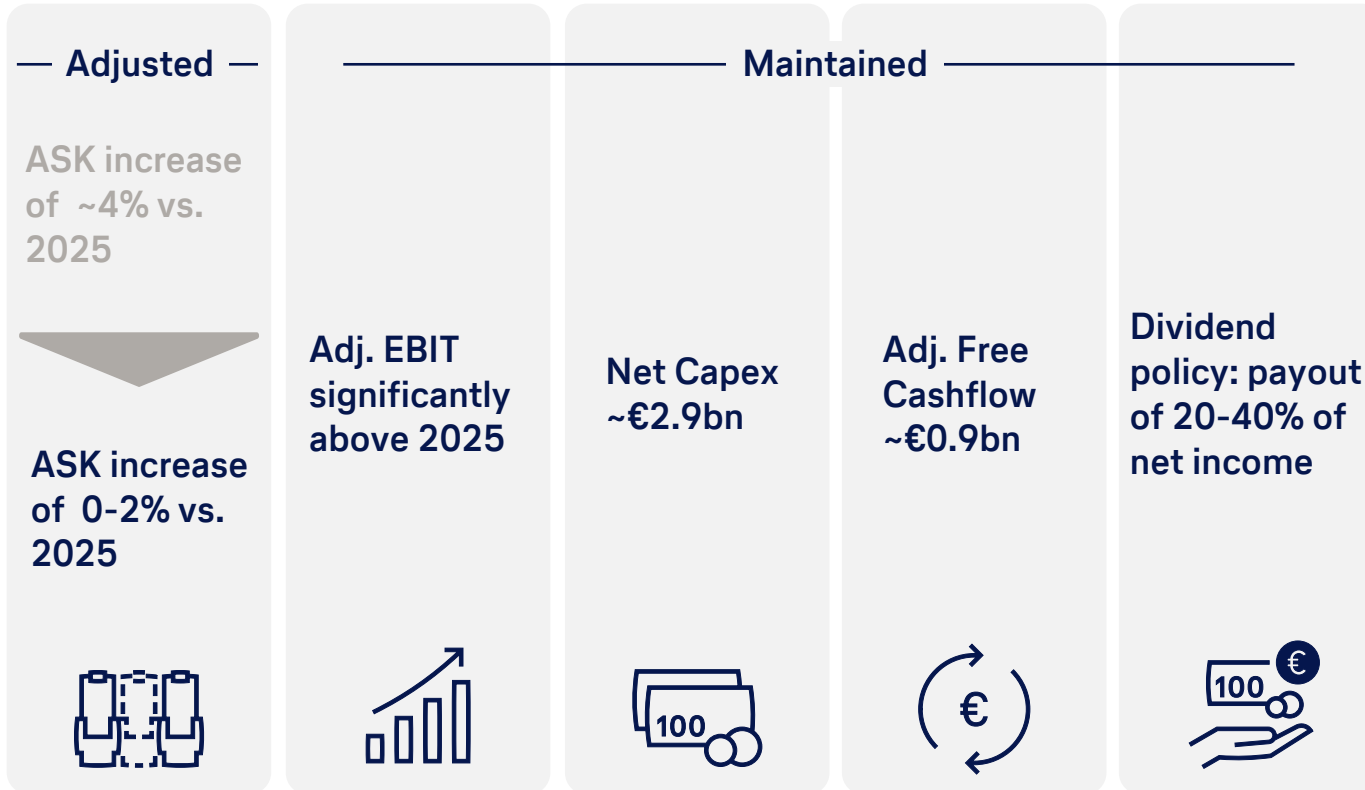 Adjusted
Maintained
ASK increase
of ~4% vs.
2025
ASK increase
of 0-2% vs.
2025
Adj. EBIT
significantly
above 2025
Net Capex
~€2.9bn
Adj. Free
Cashflow
~€0.9bn
Dividend
policy: payout
of 20-40% of
net income
100
€
100
€